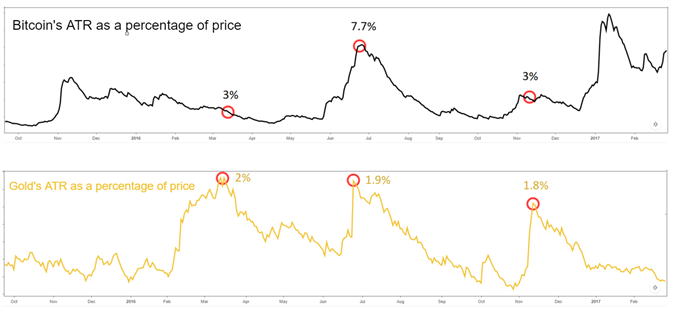 Bitcoin's ATR as a percentage of price
7.7%
3%
3%
Oct Nov Dec 2016 Feb Mar Apr May Jun Jul Aug Sep Oct Nov Dec 2017 Feb
Gold's ATR as a percentage of price
2%
1.9%
1.8%
Oct Nov Dec 2016 Feb Mar Apr May Jun Jul Aug Sep Oct Nov Dec 2017 Feb